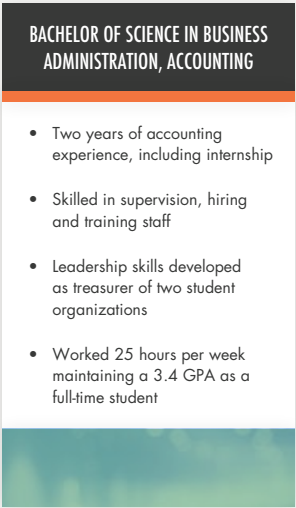 BACHELOR OF SCIENCE IN BUSINESS
ADMINISTRATION, ACCOUNTING
• Two years of accounting
experience, including internship
• Skilled in supervision, hiring
and training staff
• Leadership skills developed
as treasurer of two student
organizations
• Worked 25 hours per week
maintaining a 3.4 GPA as a
full-time student